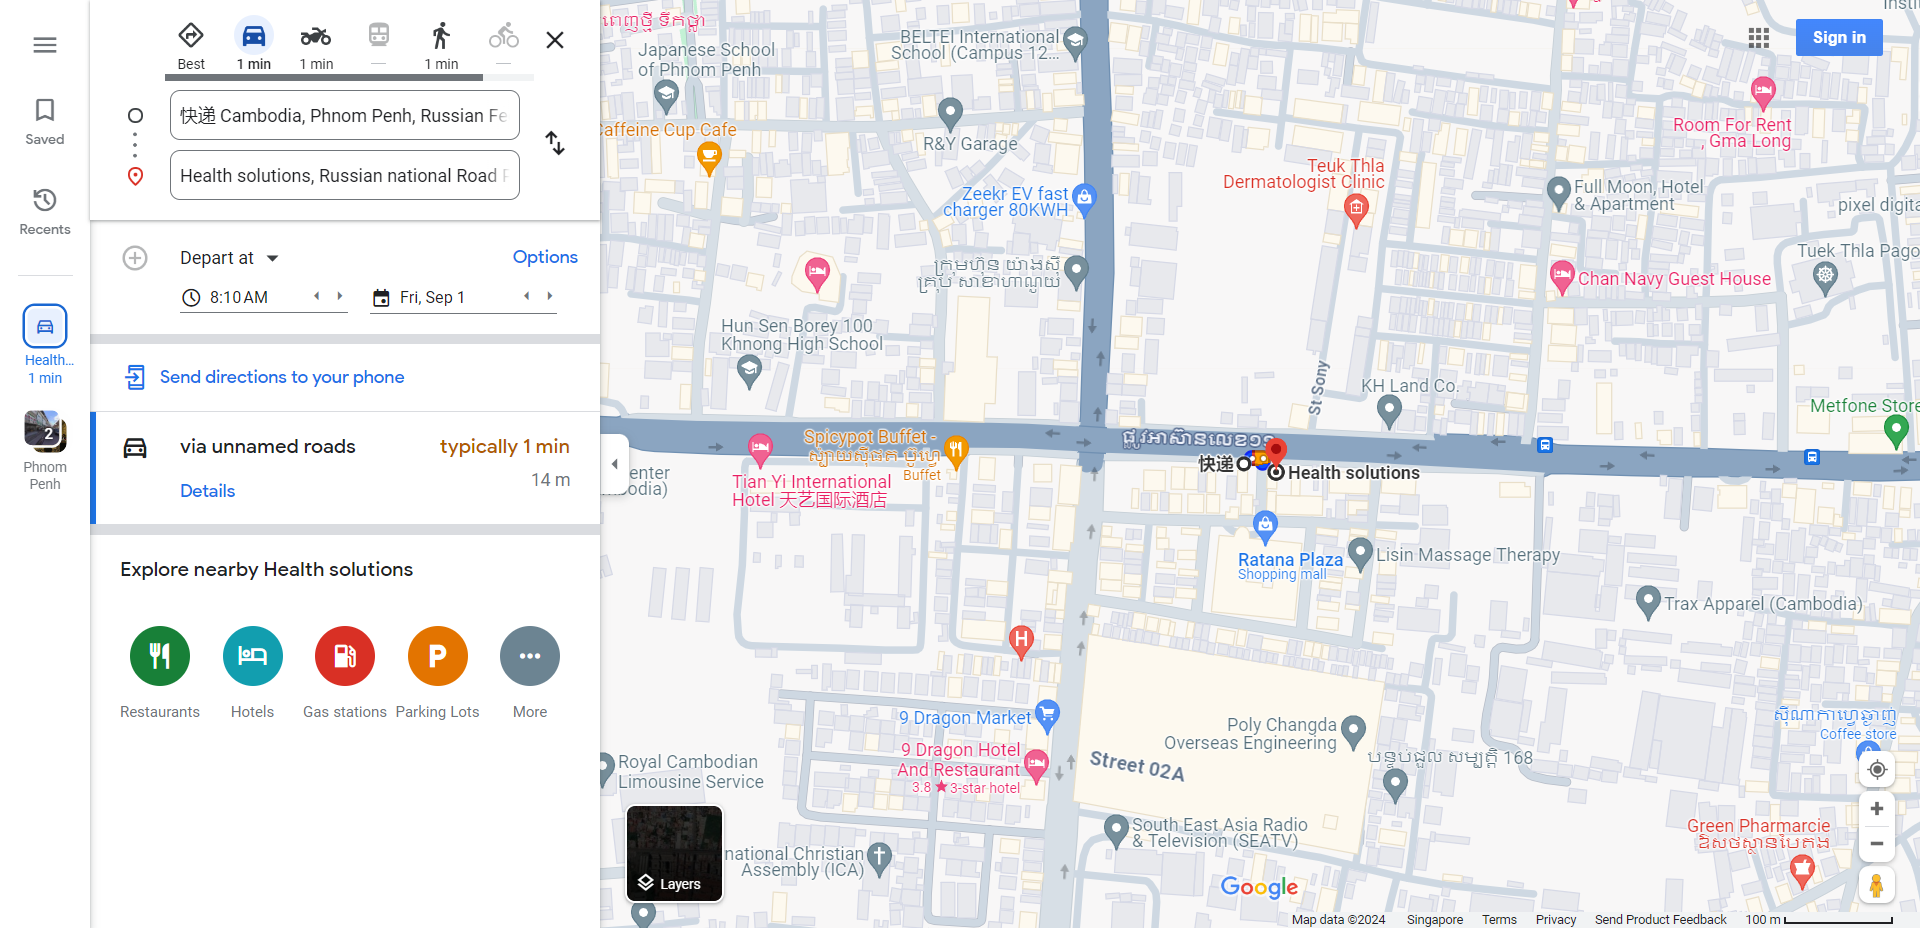 Saved
Recents
Health...
1 min
2
Phnom
Penh
Best
1 min
1 min
—
1 min
—
快递 Cambodia, Phnom Penh, Russian Fe
Health solutions, Russian national Road
Depart at
Options
8:10 AM
Fri, Sep 1
Send directions to your phone
via unnamed roads
typically 1 min
14 m
Details
Explore nearby Health solutions
Restaurants
Hotels
Gas stations
Parking Lots
P
More
Sign in
Japanese School
of Phnom Penh
BELTEI International
School (Campus 12...
affeine Cup Cafe
R&Y Garage
Room For Rent
, Gma Long
Teuk Thla
Dermatologist Clinic
Zeekr EV fast
charger 80KWH
Full Moon, Hotel
& Apartment
pixel digita
Tuek Thla Pago
Chan Navy Guest House
Hun Sen Borey 100
Khnong High School
St Sony
KH Land Co.
Metfone Store
Spicypot Buffet -
Buffet
Tian Yi International
Hotel 天艺国际酒店
快递
Health solutions
Ratana Plaza
Shopping mall
Lisin Massage Therapy
Trax Apparel (Cambodia)
H
9 Dragon Market
9 Dragon Hotel
And Restaurant
3.8 ★ 3-star hotel
Poly Changda
Overseas Engineering
Street 02A
Coffee store
Royal Cambodian
Limousine Service
South East Asia Radio
& Television (SEATV)
national Christian
Assembly (ICA)
Green Pharmarcie
Layers
Google
Map data ©2024
Singapore
Terms
Privacy
Send Product Feedback
100 m